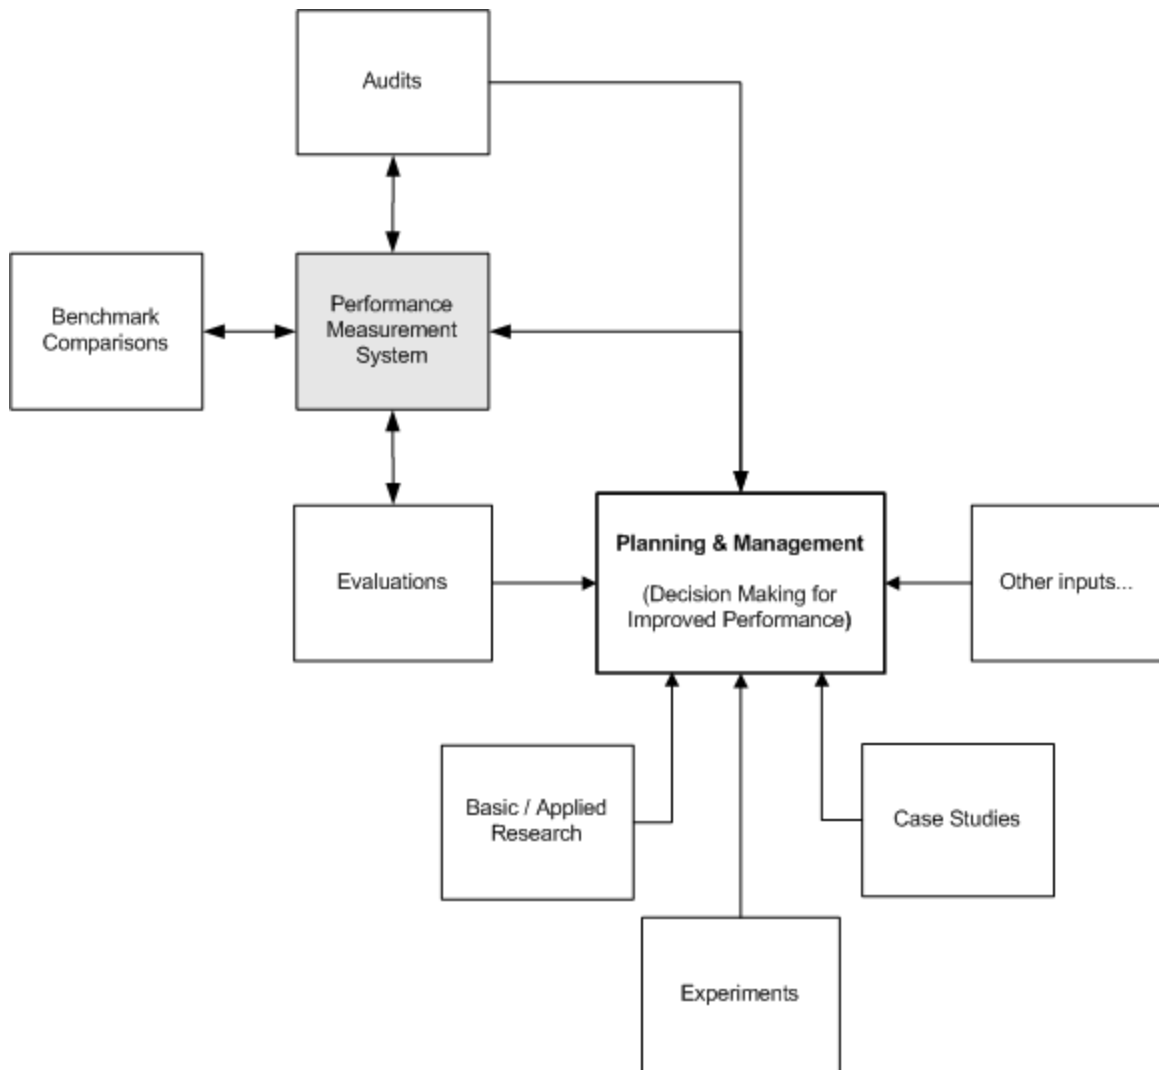 Audits
Benchmark
Comparisons
Performance
Measurement
System
Evaluations
Planning & Management
(Decision Making for
Improved Performance)
Other inputs...
Basic / Applied
Research
Case Studies
Experiments